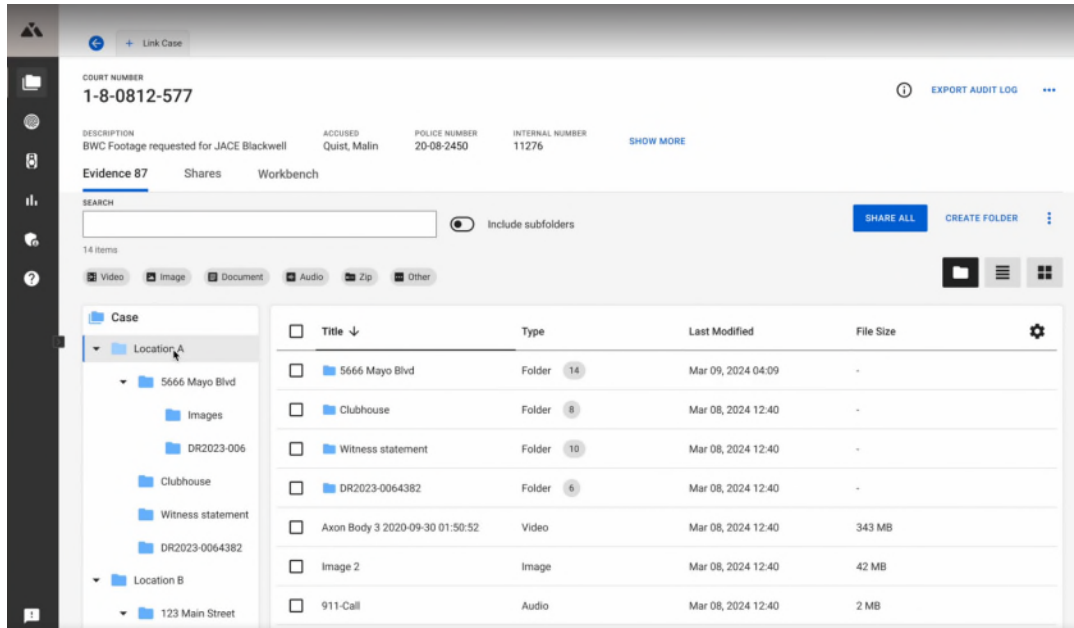 + Link Case
COURT NUMBER
1-8-0812-577
EXPORT AUDIT LOG
DESCRIPTION ACCUSED POLICE NUMBER INTERNAL NUMBER
BWC Footage requested for JACE Blackwell Quist, Malin 20-08-2450 11276 SHOW MORE
Evidence 87 Shares Workbench
SEARCH
Include subfolders SHARE ALL CREATE FOLDER
14 items
Video Image Document Audio Zip Other
Case
Location A
5666 Mayo Blvd
Images
DR2023-006
Clubhouse
Witness statement
DR2023-0064382
Location B
123 Main Street
Title Type Last Modified File Size
5666 Mayo Blvd Folder 14 Mar 09, 2024 04:09 -
Clubhouse Folder 8 Mar 08, 2024 12:40 -
Witness statement Folder 10 Mar 08, 2024 12:40 -
DR2023-0064382 Folder 6 Mar 08, 2024 12:40 -
Axon Body 3 2020-09-30 01:50:52 Video Mar 08, 2024 12:40 343 MB
Image 2 Image Mar 08, 2024 12:40 42 MB
911-Call Audio Mar 08, 2024 12:40 2 MB